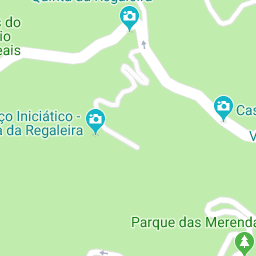 Quinta da Regaleira
s do
io
eais
ço Iniciático -
a da Regaleira
Cas
V
Parque das Merenda